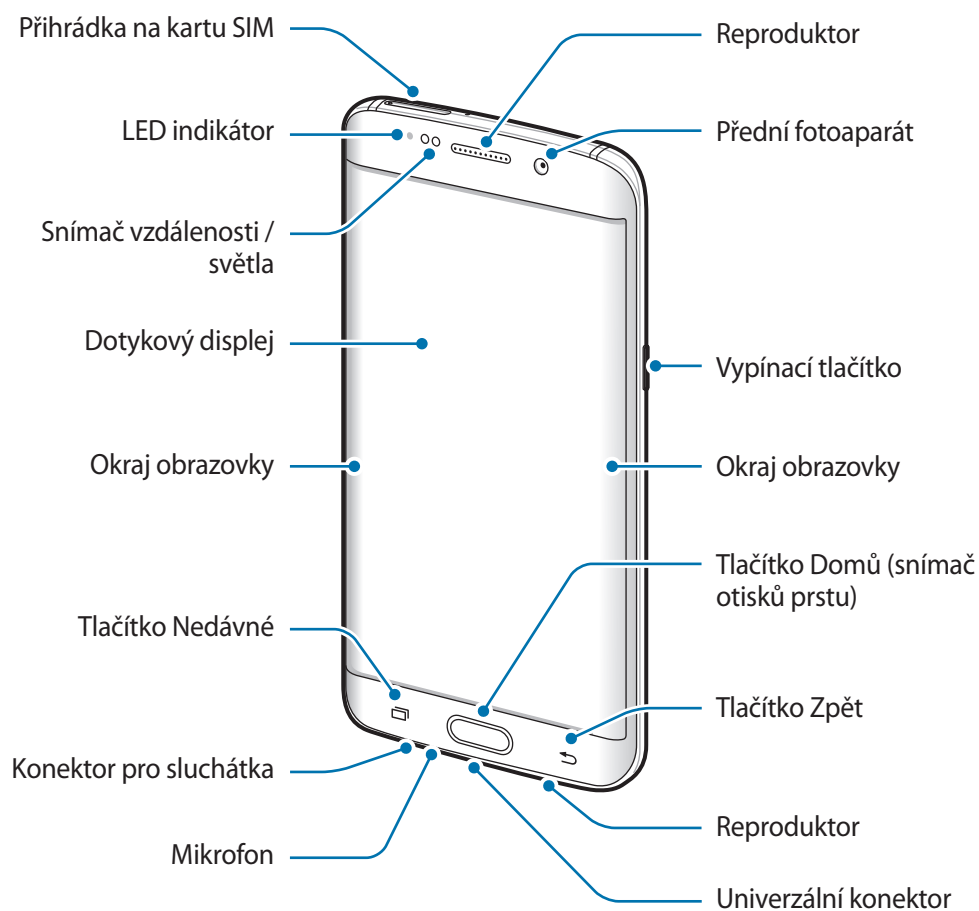 Přihrádka na kartu SIM
LED indikátor
Snímač vzdálenosti /
světla
Dotykový displej
Okraj obrazovky
Tlačítko Nedávné
Konektor pro sluchátka
Mikrofon
Reproduktor
Přední fotoaparát
Vypínací tlačítko
Okraj obrazovky
Tlačítko Domů (snímač
otisků prstu)
Tlačítko Zpět
Reproduktor
Univerzální konektor